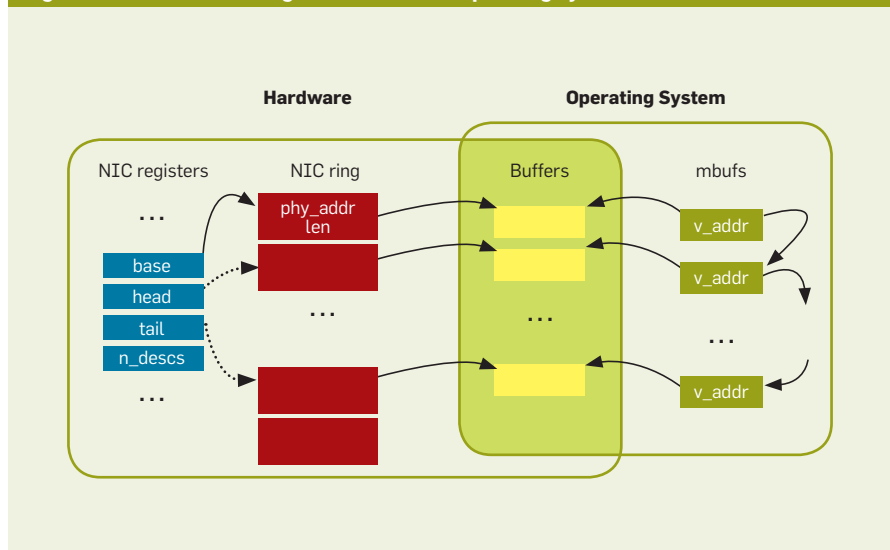 Hardware
Operating System
NIC registers
NIC ring
Buffers
mbufs
...
phy_addr
len
v_addr
base
v_addr
head
...
...
tail
...
n_descs
v_addr
...